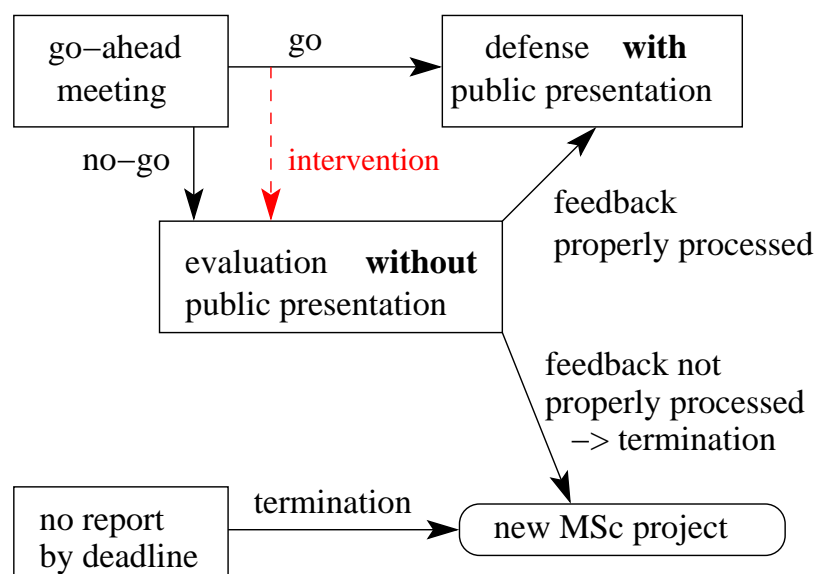 go−ahead
meeting
go
defense with
public presentation
no−go
intervention
feedback
properly processed
evaluation without
public presentation
feedback not
properly processed
−> termination
no report
by deadline
termination
new MSc project